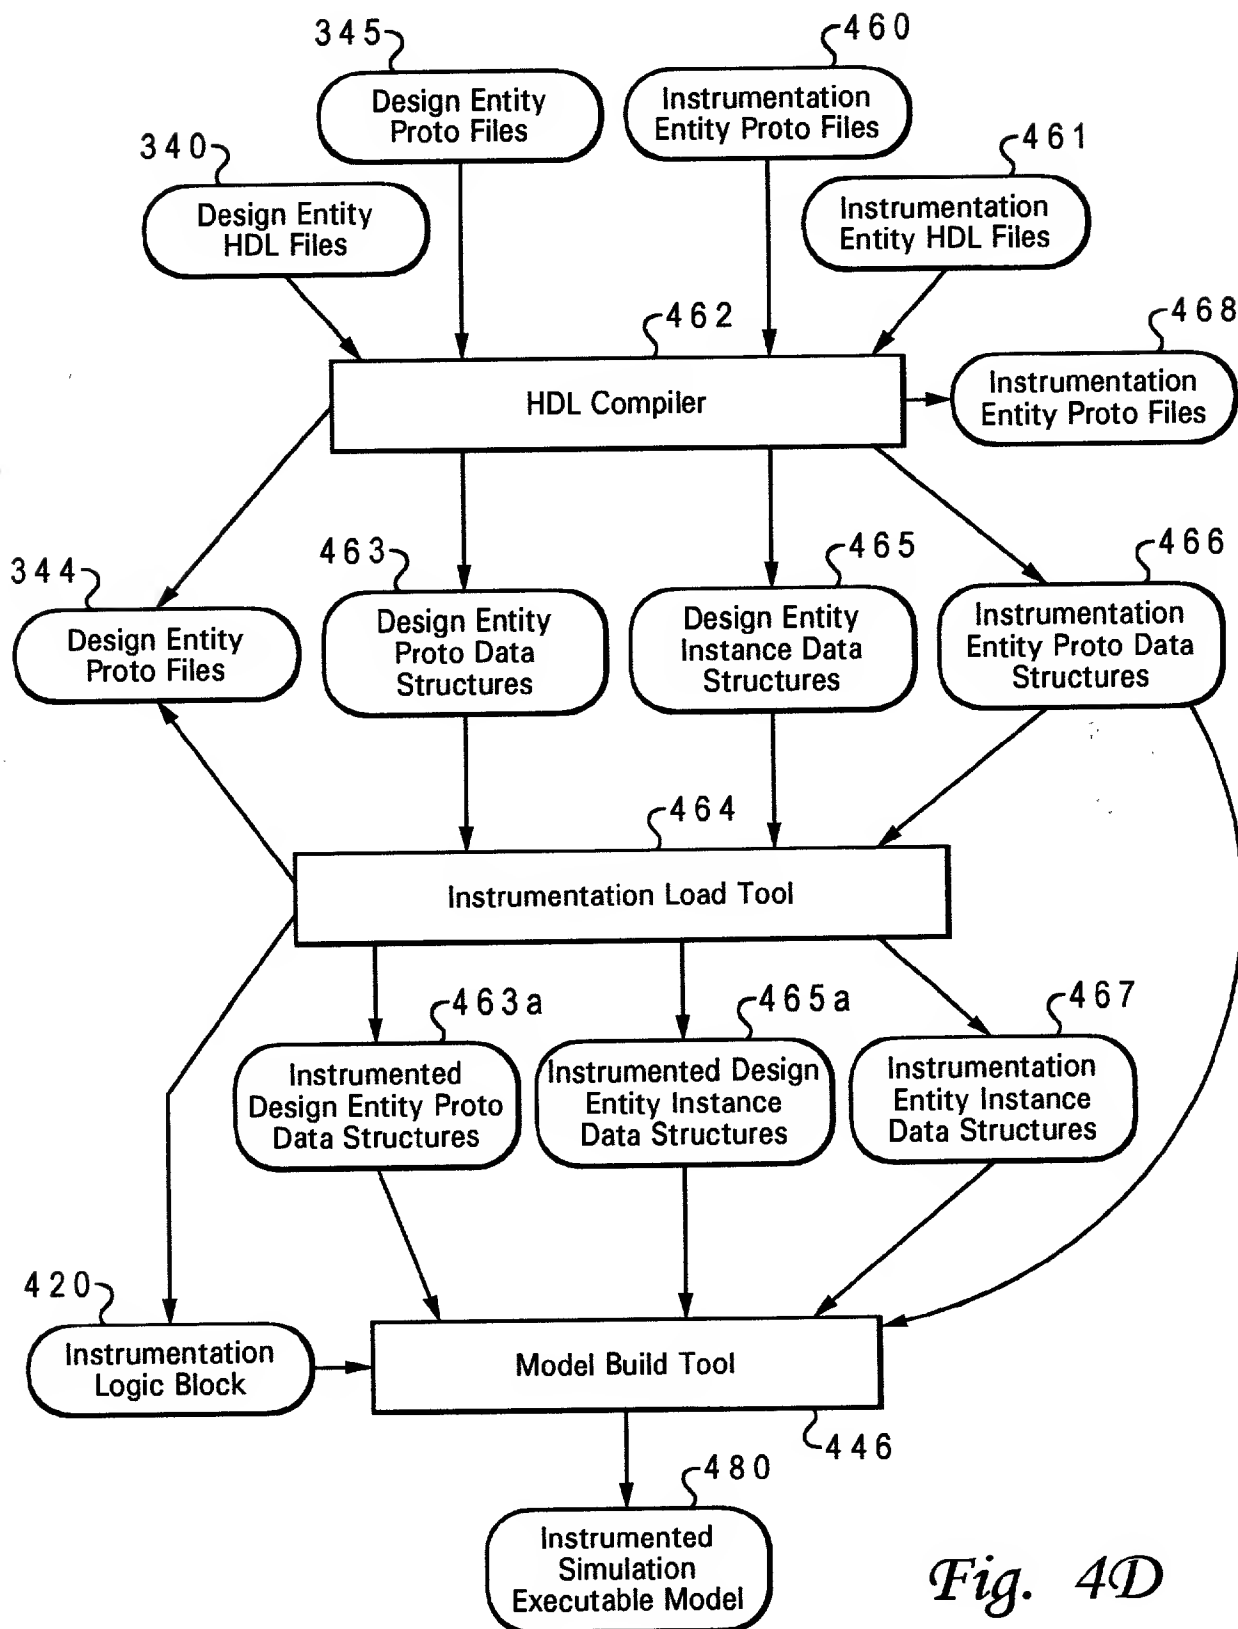 345
460
Design Entity
Proto Files
Instrumentation
Entity Proto Files
340
461
Design Entity
HDL Files
Instrumentation
Entity HDL Files
462
468
HDL Compiler
Instrumentation
Entity Proto Files
344
463
465
466
Design Entity
Proto Files
Design Entity
Proto Data
Structures
Design Entity
Instance Data
Structures
Instrumentation
Entity Proto Data
Structures
464
Instrumentation Load Tool
463a
465a
467
Instrumented
Design Entity Proto
Data Structures
Instrumented Design
Entity Instance
Data Structures
Instrumentation
Entity Instance
Data Structures
420
Instrumentation
Logic Block
Model Build Tool
446
480
Instrumented
Simulation
Executable Model
Fig. 4D